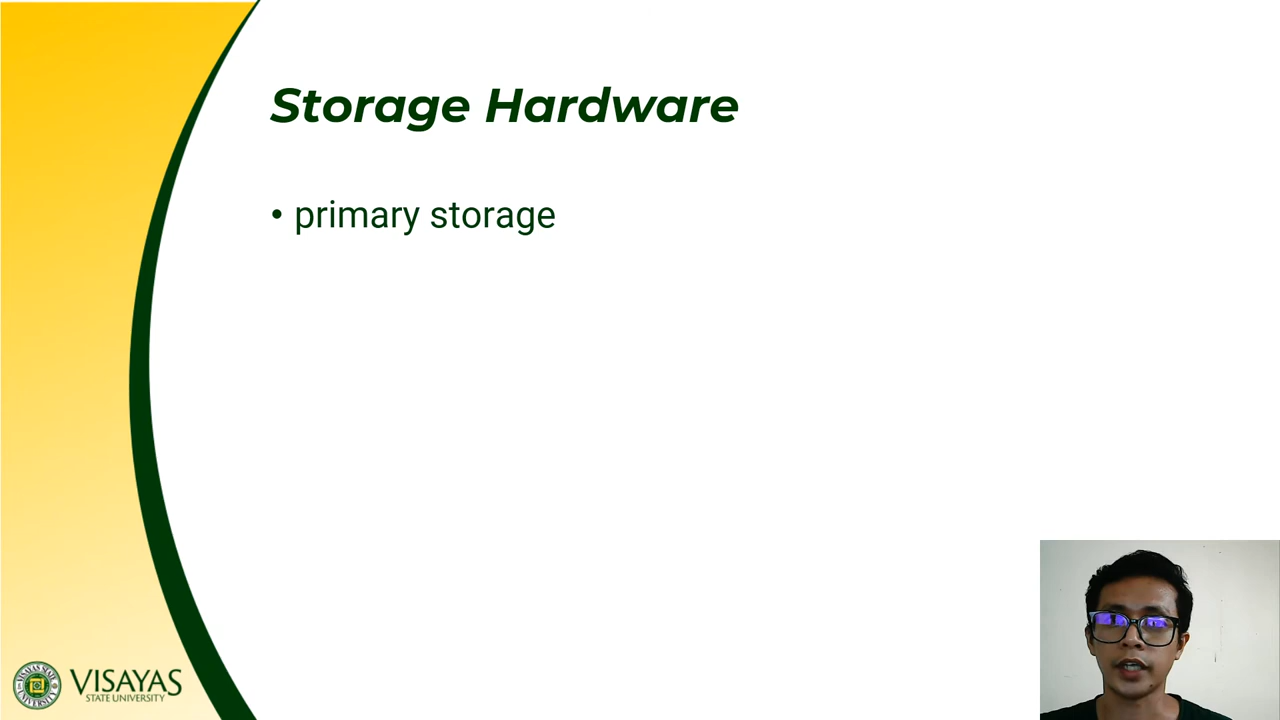 Storage Hardware
• primary storage
VISAYAS
STATE UNIVERSITY